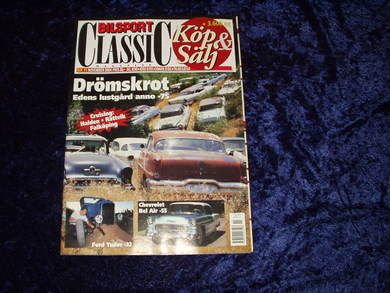 BILSPORT
CLASSIC
Köp
&
Sälj
Drömskrot
Edens lustgård anno -75
Cruising:
Halden • Rättvik
Falköping
Chevrolet
Bel Air -55
Ford Tudor -32